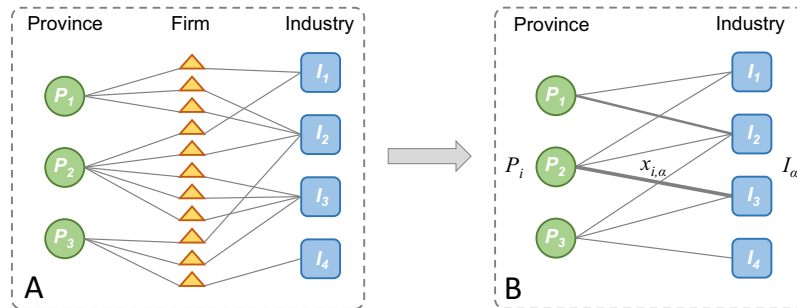 Province Firm Industry
P1
P2
P3
I1
I2
I3
I4
A
Province Industry
P1
P2
P3
Pi
xi,α
I1
I2
I3
I4
Iα
B